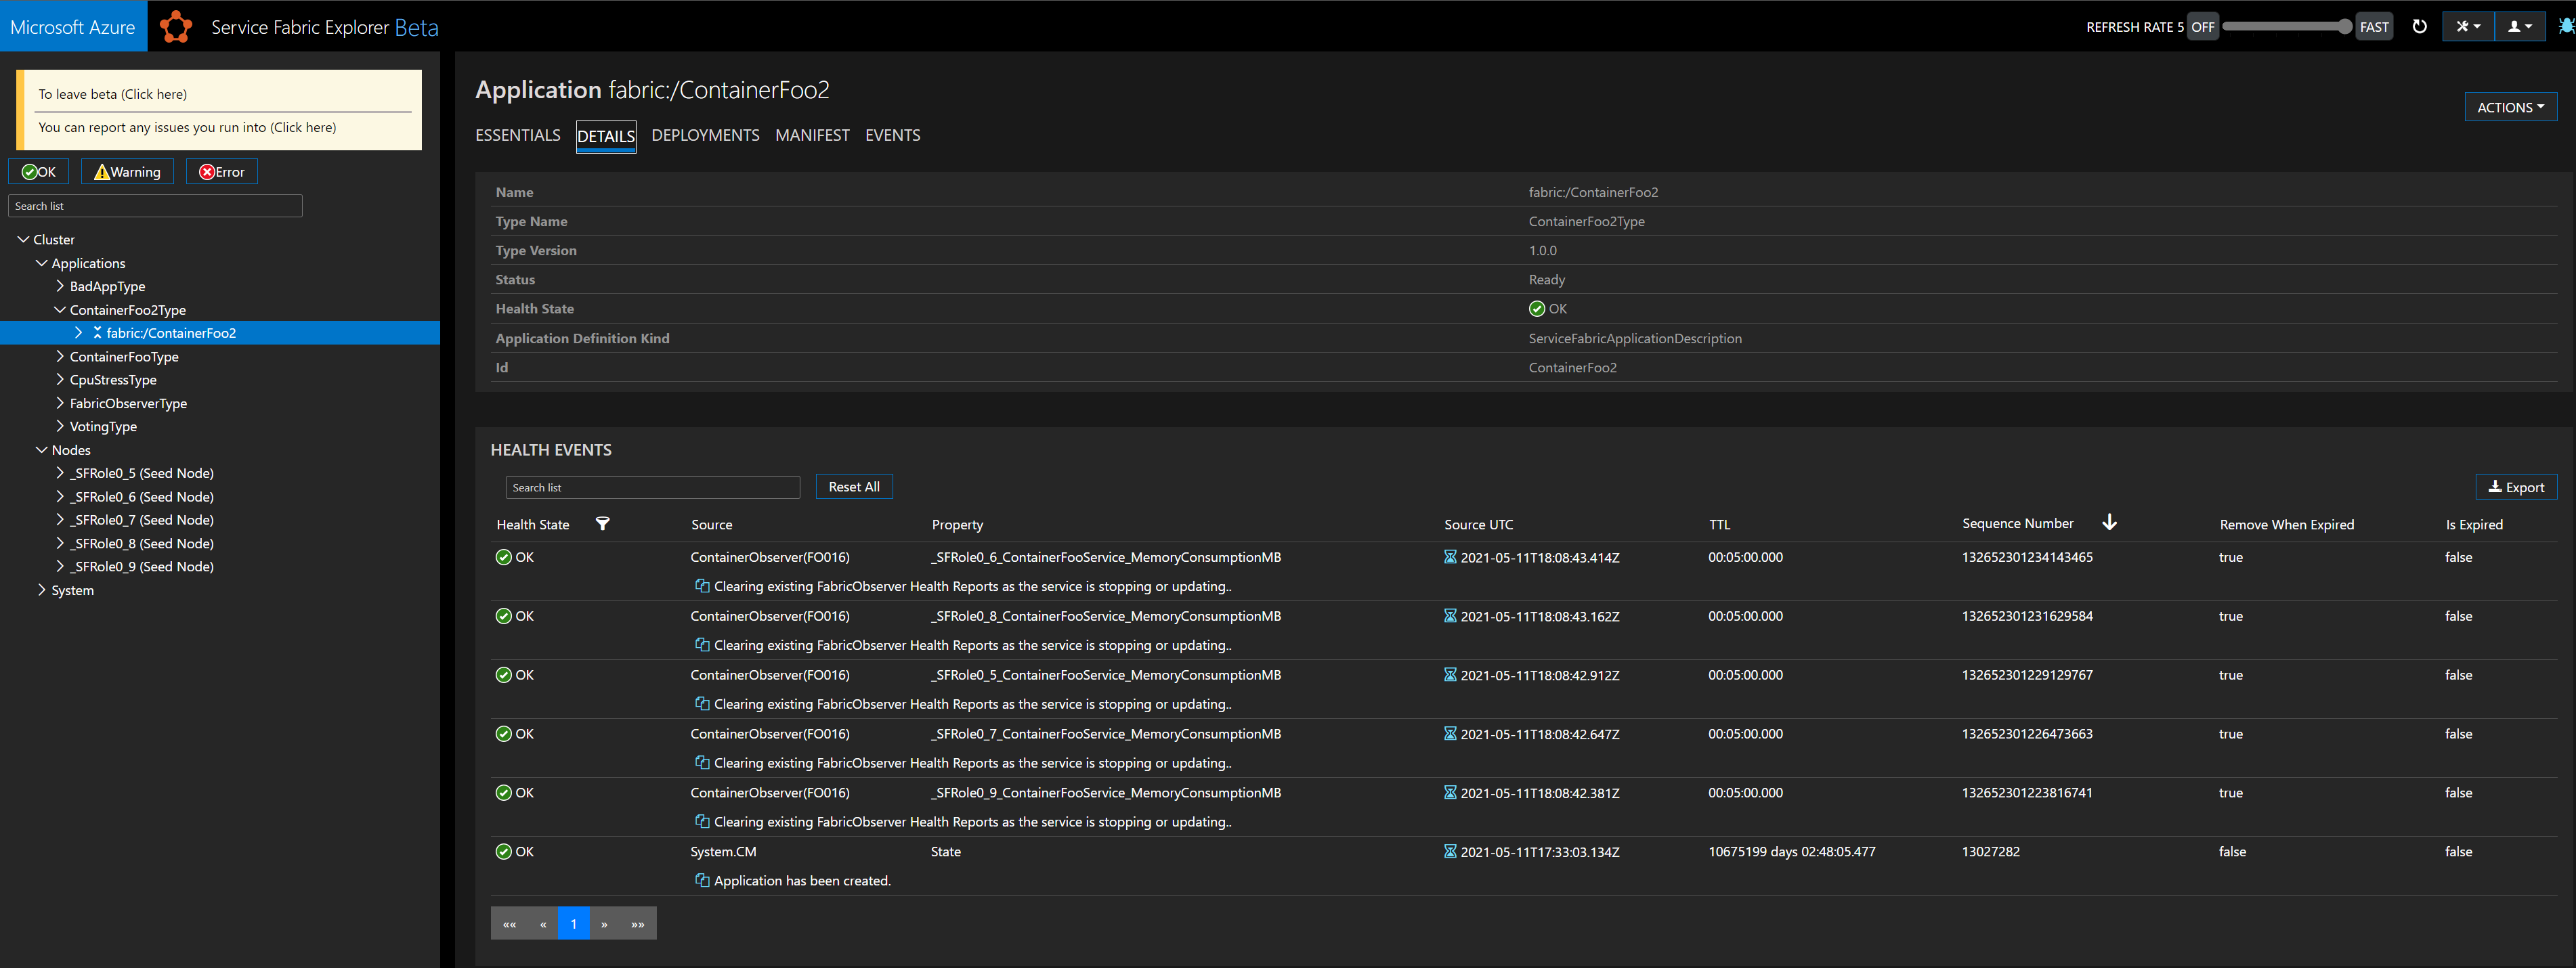 Microsoft Azure Service Fabric Explorer Beta REFRESH RATE 5 OFF FAST
To leave beta (Click here)
You can report any issues you run into (Click here)
OK Warning Error
Search list
Cluster
Applications
BadAppType
ContainerFoo2Type
fabric:/ContainerFoo2
ContainerFooType
CpuStressType
FabricObserverType
VotingType
Nodes
_SFRole0_5 (Seed Node)
_SFRole0_6 (Seed Node)
_SFRole0_7 (Seed Node)
_SFRole0_8 (Seed Node)
_SFRole0_9 (Seed Node)
System
Application fabric:/ContainerFoo2
ACTIONS
ESSENTIALS DETAILS DEPLOYMENTS MANIFEST EVENTS
Name fabric:/ContainerFoo2
Type Name ContainerFoo2Type
Type Version 1.0.0
Status Ready
Health State OK
Application Definition Kind ServiceFabricApplicationDescription
Id ContainerFoo2
HEALTH EVENTS
Search list Reset All Export
Health State Source Property Source UTC TTL Sequence Number Remove When Expired Is Expired
OK ContainerObserver(FO016) _SFRole0_6_ContainerFooService_MemoryConsumptionMB 2021-05-11T18:08:43.414Z 00:05:00.000 132652301234143465 true false
Clearing existing FabricObserver Health Reports as the service is stopping or updating..
OK ContainerObserver(FO016) _SFRole0_8_ContainerFooService_MemoryConsumptionMB 2021-05-11T18:08:43.162Z 00:05:00.000 132652301231629584 true false
Clearing existing FabricObserver Health Reports as the service is stopping or updating..
OK ContainerObserver(FO016) _SFRole0_5_ContainerFooService_MemoryConsumptionMB 2021-05-11T18:08:42.912Z 00:05:00.000 132652301229129767 true false
Clearing existing FabricObserver Health Reports as the service is stopping or updating..
OK ContainerObserver(FO016) _SFRole0_7_ContainerFooService_MemoryConsumptionMB 2021-05-11T18:08:42.647Z 00:05:00.000 132652301226473663 true false
Clearing existing FabricObserver Health Reports as the service is stopping or updating..
OK ContainerObserver(FO016) _SFRole0_9_ContainerFooService_MemoryConsumptionMB 2021-05-11T18:08:42.381Z 00:05:00.000 132652301223816741 true false
Clearing existing FabricObserver Health Reports as the service is stopping or updating..
OK System.CM State 2021-05-11T17:33:03.134Z 10675199 days 02:48:05.477 13027282 false false
Application has been created.
«« « 1 » »»